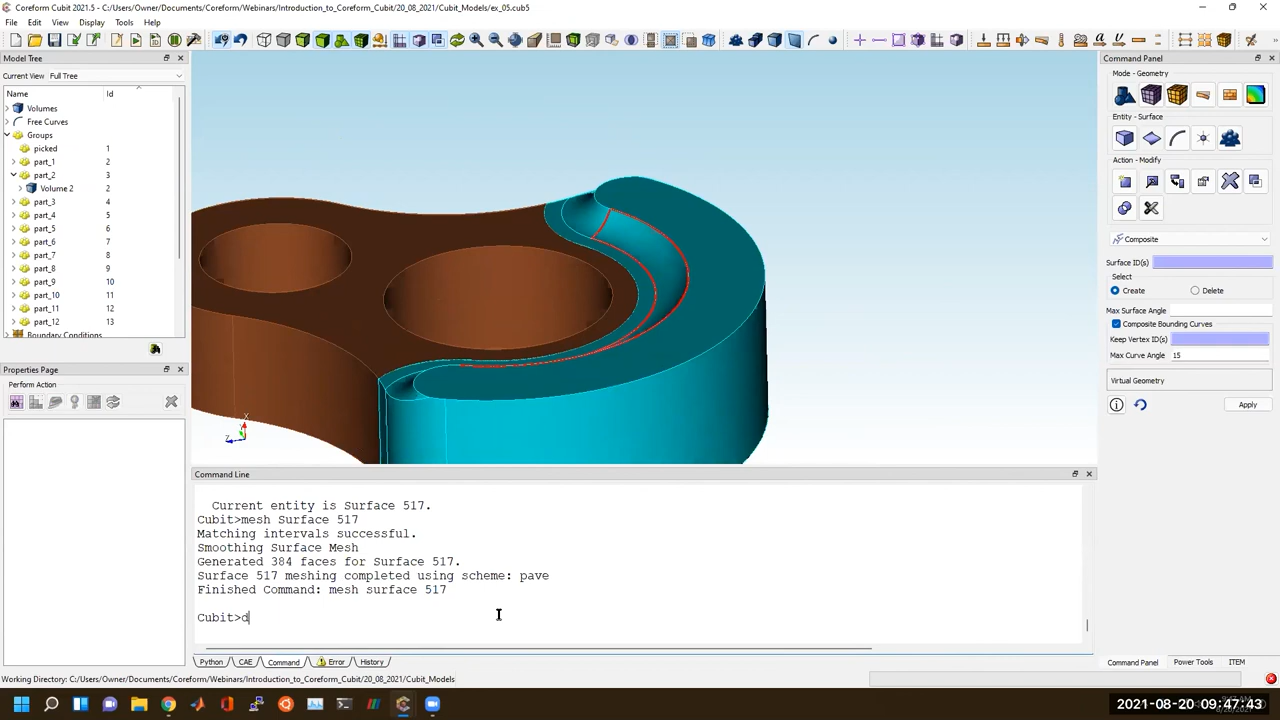 Coreform Cubit 2021.5 - C:/Users/Owner/Documents/Coreform/Webinars/Introduction_to_Coreform_Cubit/20_08_2021/Cubit_Models/ex_05.cub5
File Edit View Display Tools Help
Model Tree
Current View Full Tree
Name Id
Volumes
Free Curves
Groups
picked 1
part_1 2
part_2 3
Volume 2 2
part_3 4
part_4 5
part_5 6
part_6 7
part_7 8
part_8 9
part_9 10
part_10 11
part_11 12
part_12 13
Boundary Conditions
Properties Page
Perform Action
X
Z
Command Line
Current entity is Surface 517.
Cubit>mesh Surface 517
Matching intervals successful.
Smoothing Surface Mesh
Generated 384 faces for Surface 517.
Surface 517 meshing completed using scheme: pave
Finished Command: mesh surface 517
Cubit>d
Python CAE Command Error History
Command Panel
Mode - Geometry
Entity - Surface
Action - Modify
Composite
Surface ID(s)
Select
Create Delete
Max Surface Angle
Composite Bounding Curves
Keep Vertex ID(s)
Max Curve Angle 15
Virtual Geometry
Apply
Command Panel Power Tools ITEM
Working Directory: C:/Users/Owner/Documents/Coreform/Webinars/Introduction_to_Coreform_Cubit/20_08_2021/Cubit_Models
2021-08-20 09:47:43